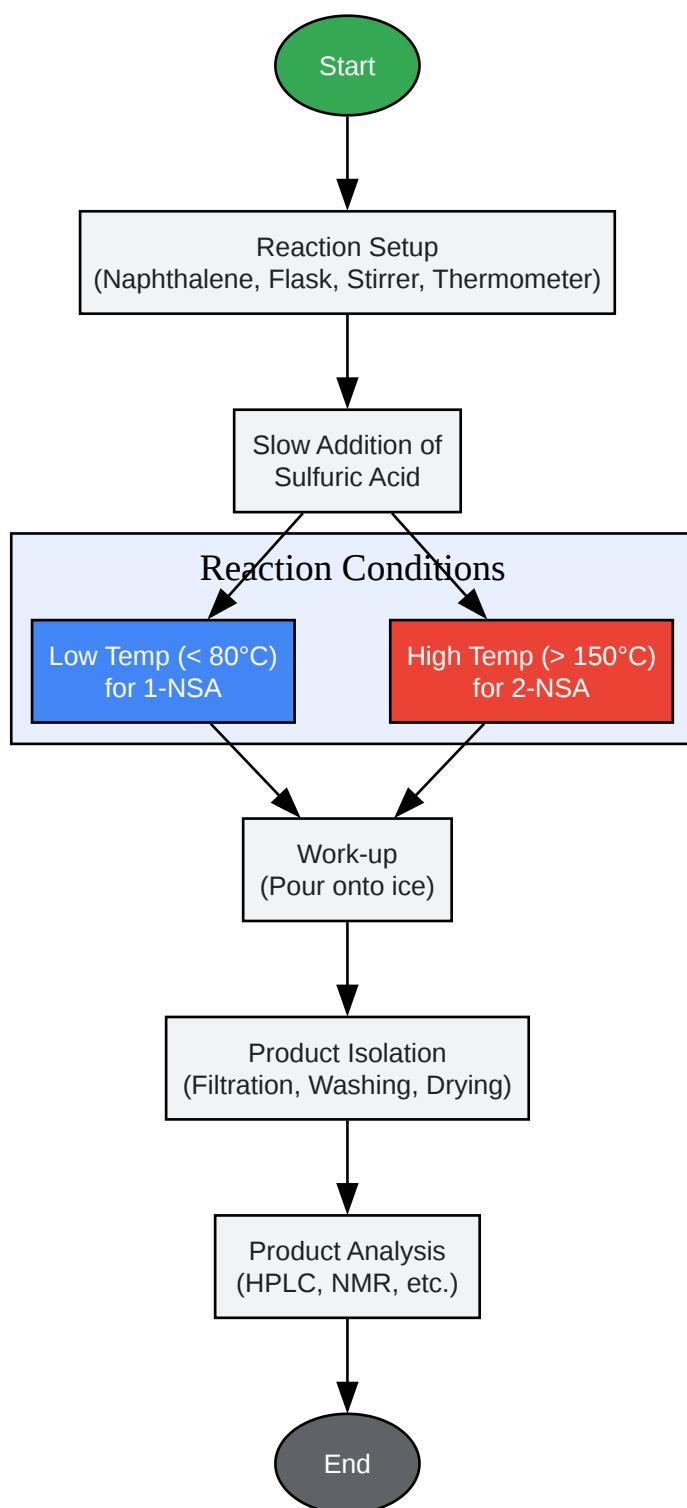 Start
Reaction Setup
(Naphthalene, Flask, Stirrer, Thermometer)
Slow Addition of
Sulfuric Acid
Reaction Conditions
Low Temp (< 80°C)
for 1-NSA
High Temp (> 150°C)
for 2-NSA
Work-up
(Pour onto ice)
Product Isolation
(Filtration, Washing, Drying)
Product Analysis
(HPLC, NMR, etc.)
End